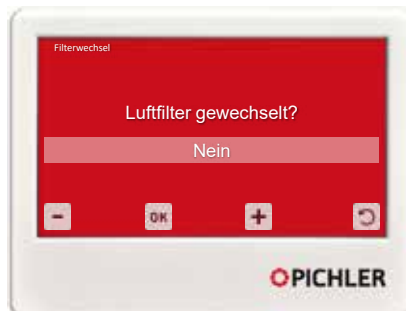 Filterwechsel
Luftfilter gewechselt?
Nein
- OK +
PICHLER